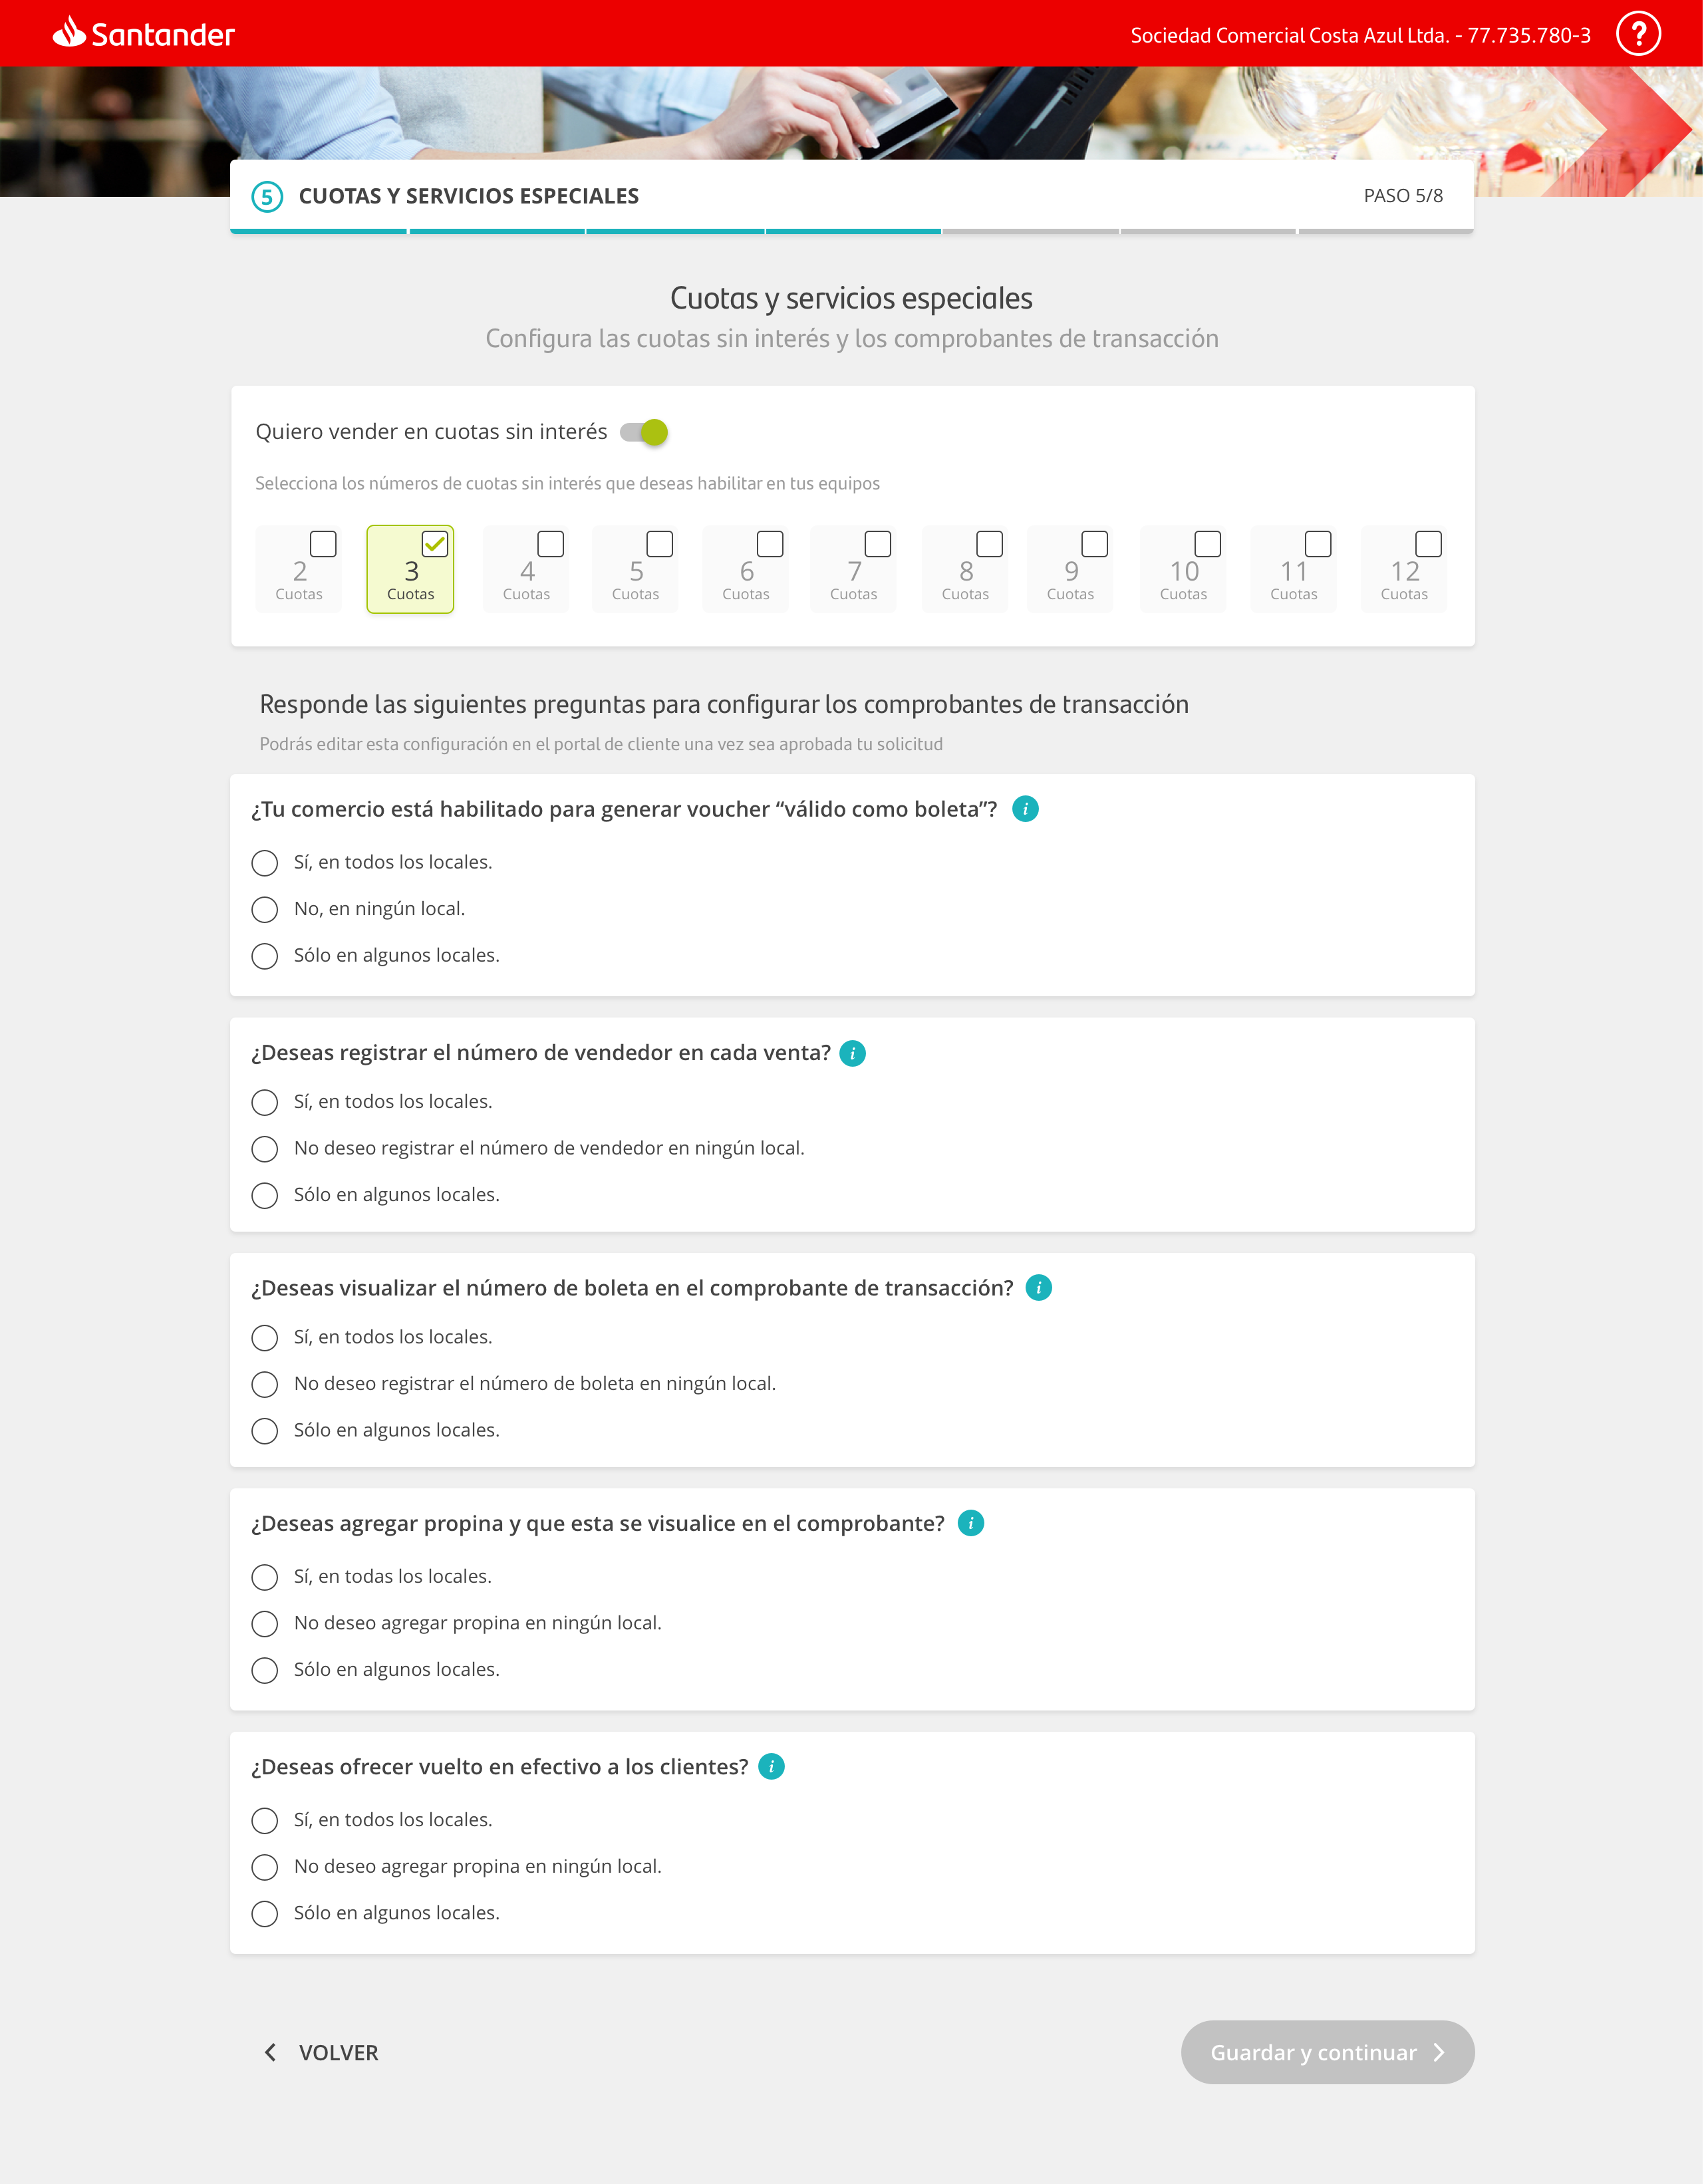 Santander
Sociedad Comercial Costa Azul Ltda. - 77.735.780-3
?
5 CUOTAS Y SERVICIOS ESPECIALES
PASO 5/8
Cuotas y servicios especiales
Configura las cuotas sin interés y los comprobantes de transacción
Quiero vender en cuotas sin interés
Selecciona los números de cuotas sin interés que deseas habilitar en tus equipos
2 3 4 5 6 7 8 9 10 11 12
Cuotas Cuotas Cuotas Cuotas Cuotas Cuotas Cuotas Cuotas Cuotas Cuotas Cuotas
Responde las siguientes preguntas para configurar los comprobantes de transacción
Podrás editar esta configuración en el portal de cliente una vez sea aprobada tu solicitud
¿Tu comercio está habilitado para generar voucher “válido como boleta”? i
Sí, en todos los locales.
No, en ningún local.
Sólo en algunos locales.
¿Deseas registrar el número de vendedor en cada venta? i
Sí, en todos los locales.
No deseo registrar el número de vendedor en ningún local.
Sólo en algunos locales.
¿Deseas visualizar el número de boleta en el comprobante de transacción? i
Sí, en todos los locales.
No deseo registrar el número de boleta en ningún local.
Sólo en algunos locales.
¿Deseas agregar propina y que esta se visualice en el comprobante? i
Sí, en todas los locales.
No deseo agregar propina en ningún local.
Sólo en algunos locales.
¿Deseas ofrecer vuelto en efectivo a los clientes? i
Sí, en todos los locales.
No deseo agregar propina en ningún local.
Sólo en algunos locales.
VOLVER
Guardar y continuar